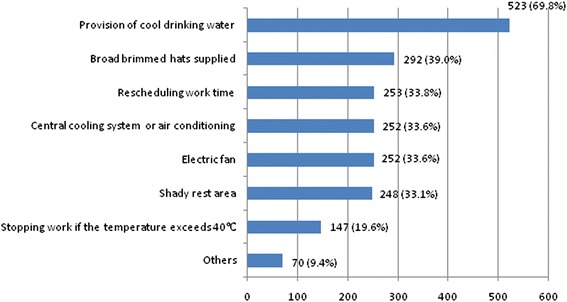 Provision of cool drinking water 523 (69.8%)
Broad brimmed hats supplied 292 (39.0%)
Rescheduling work time 253 (33.8%)
Central cooling system or air conditioning 252 (33.6%)
Electric fan 252 (33.6%)
Shady rest area 248 (33.1%)
Stopping work if the temperature exceeds 40℃ 147 (19.6%)
Others 70 (9.4%)
0 100 200 300 400 500 600